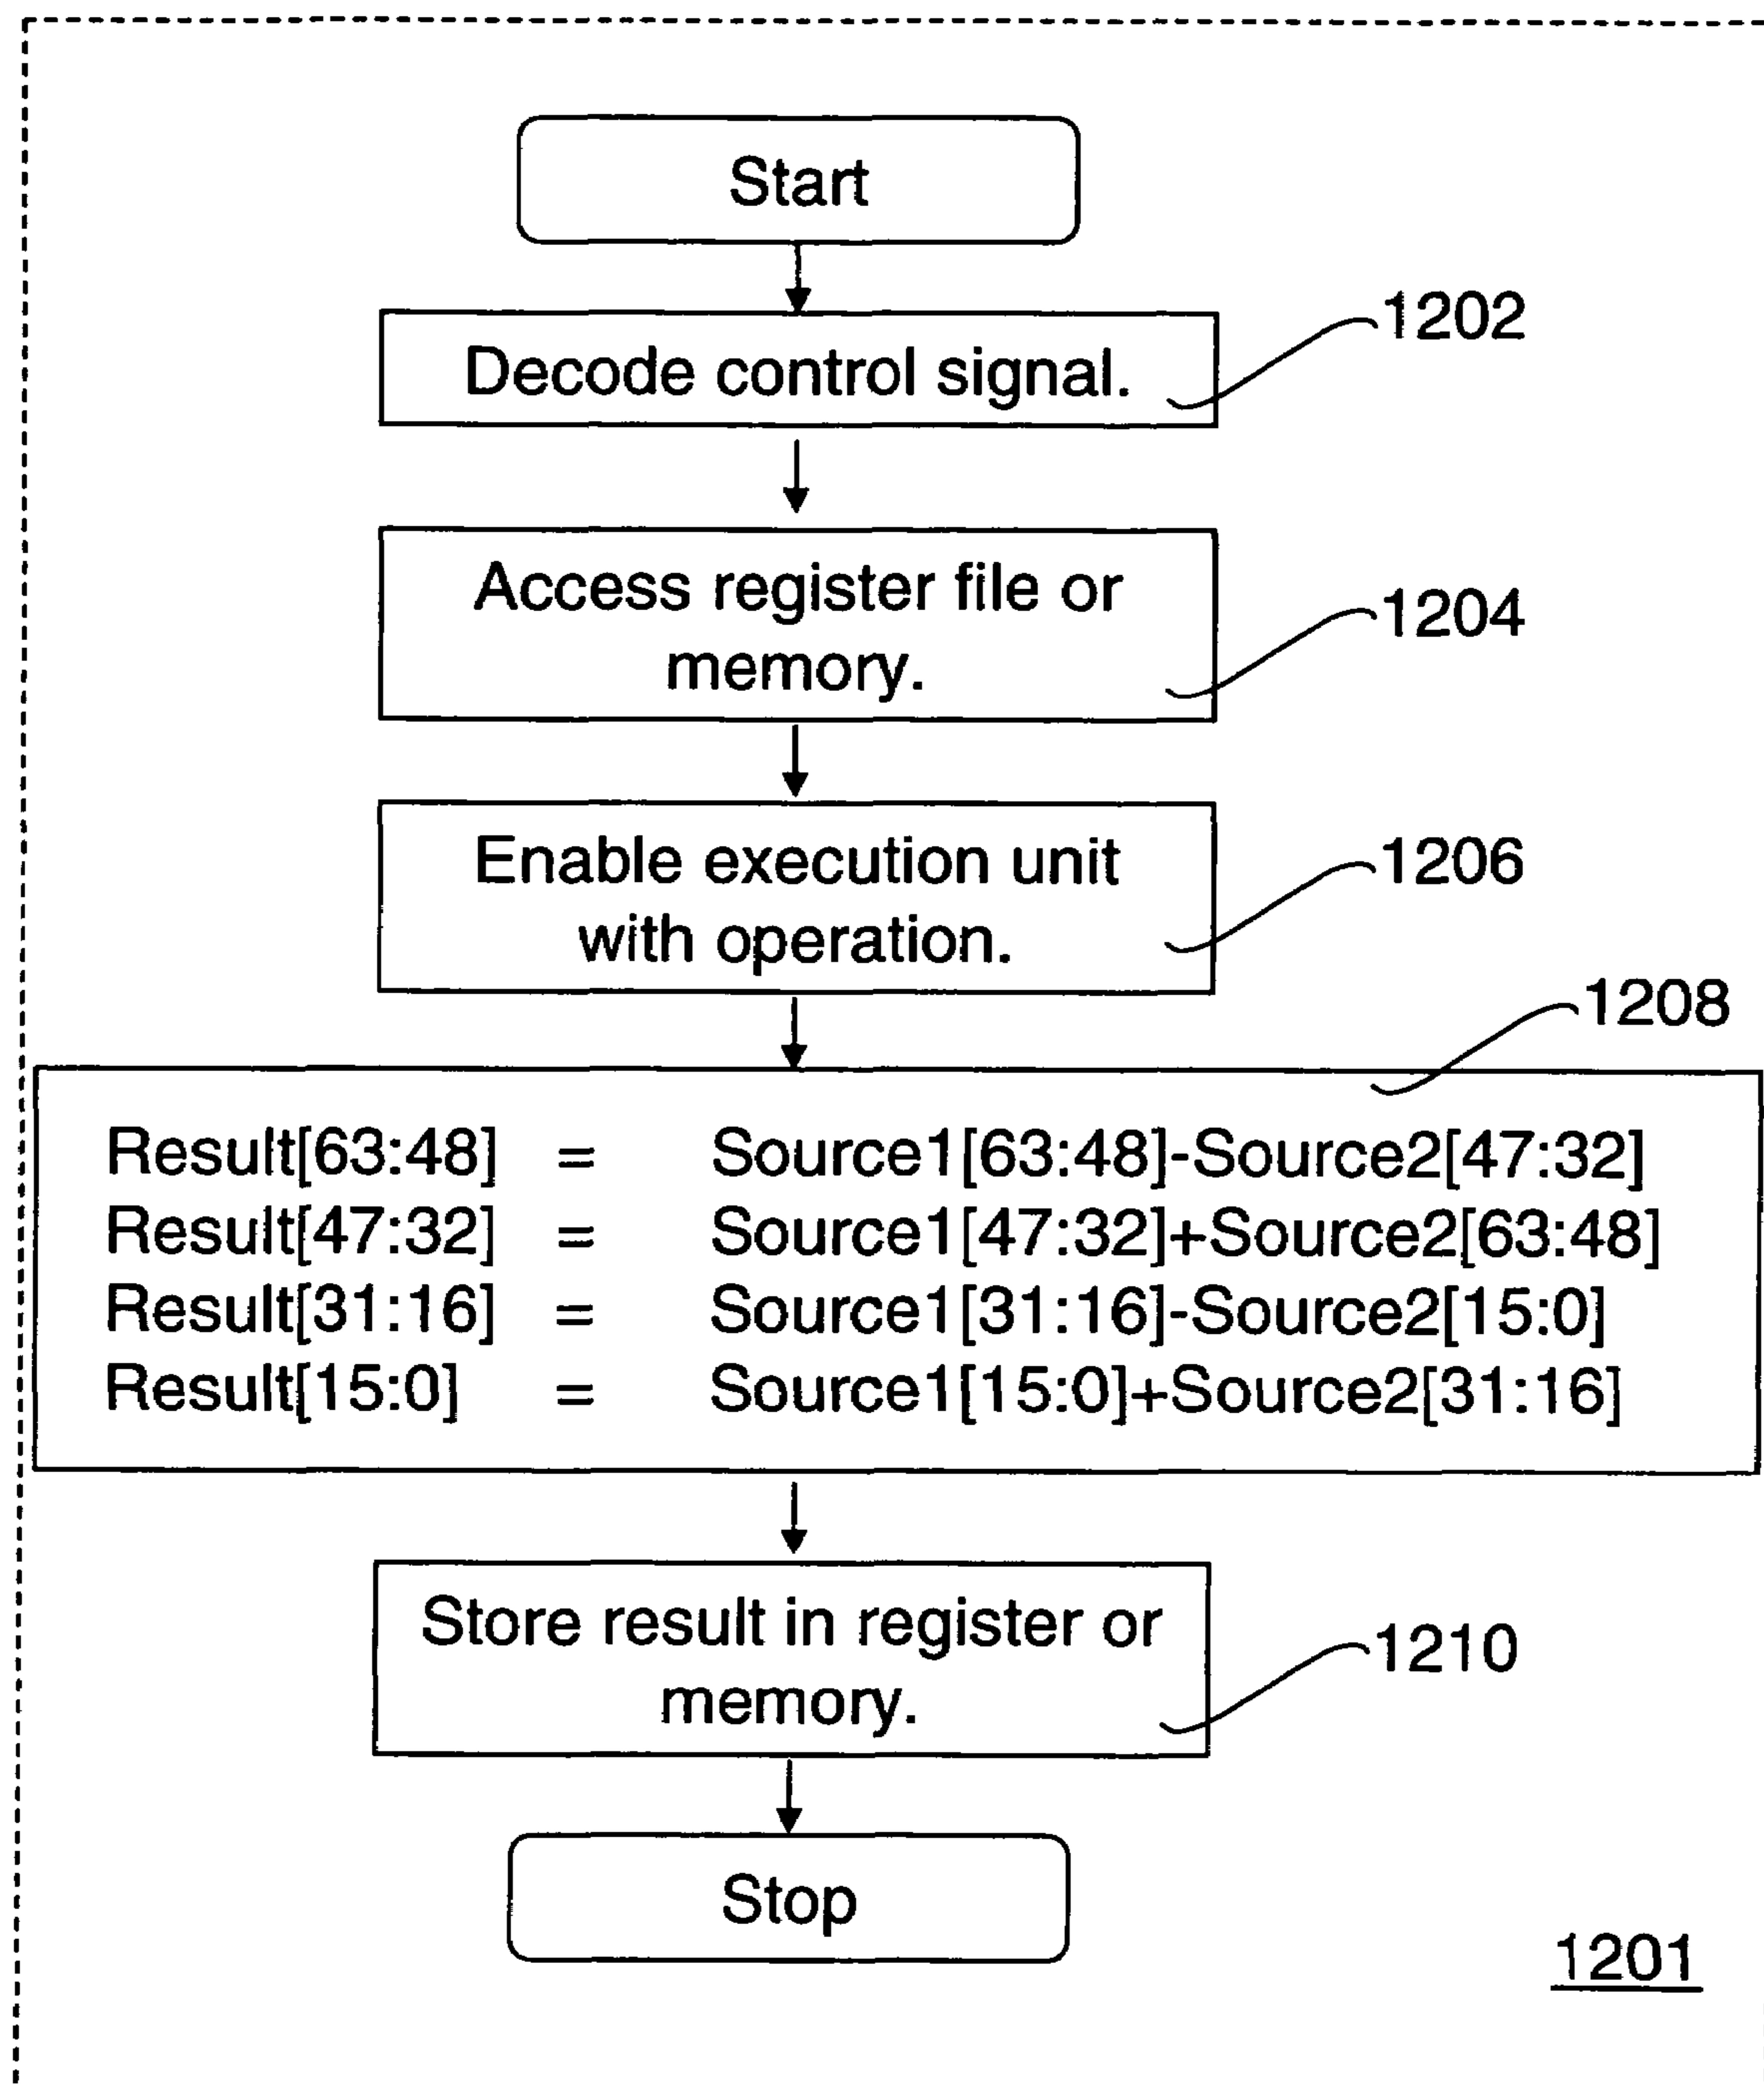 Start
Decode control signal.
1202
Access register file or
memory.
1204
Enable execution unit
with operation.
1206
1208
Result[63:48] = Source1[63:48]-Source2[47:32]
Result[47:32] = Source1[47:32]+Source2[63:48]
Result[31:16] = Source1[31:16]-Source2[15:0]
Result[15:0] = Source1[15:0]+Source2[31:16]
Store result in register or
memory.
1210
Stop
1201